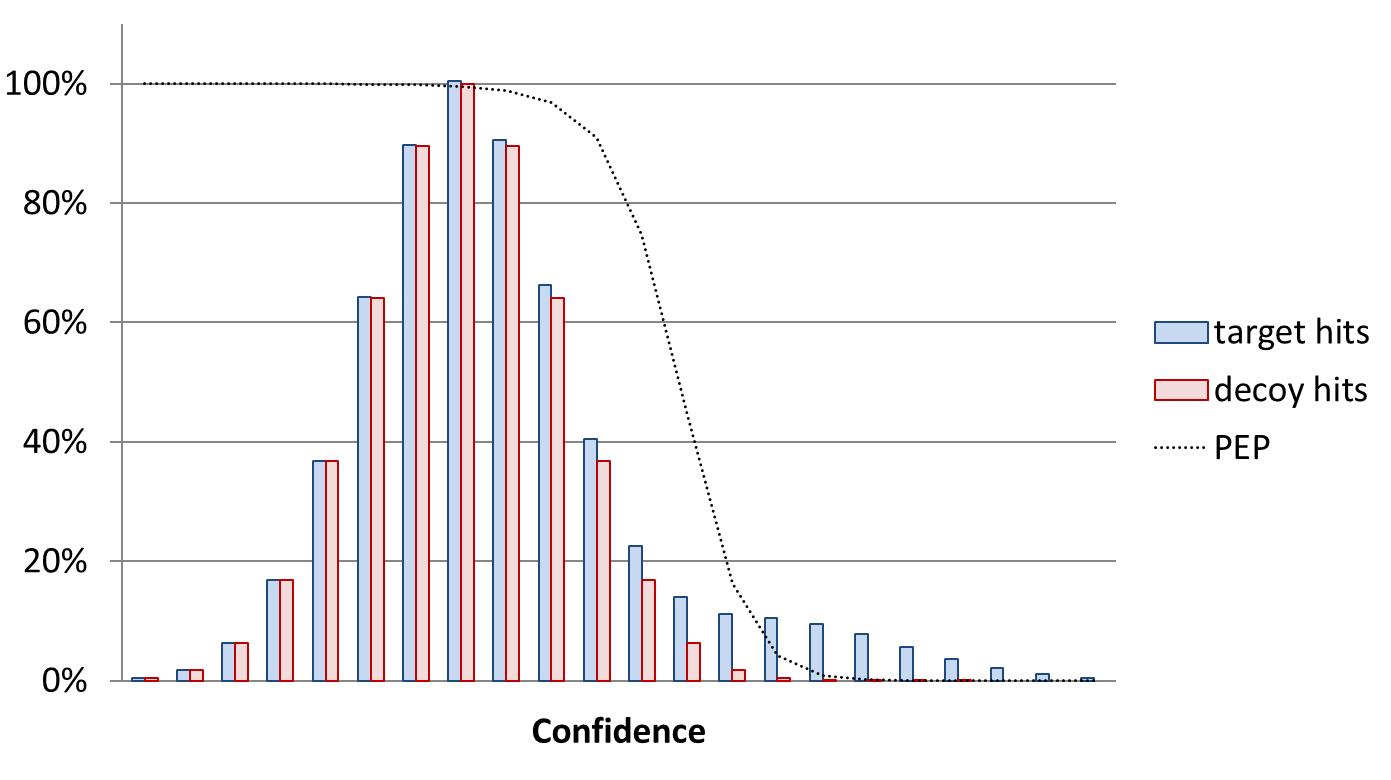 100%
80%
60%
40%
20%
0%
Confidence
target hits
decoy hits
PEP